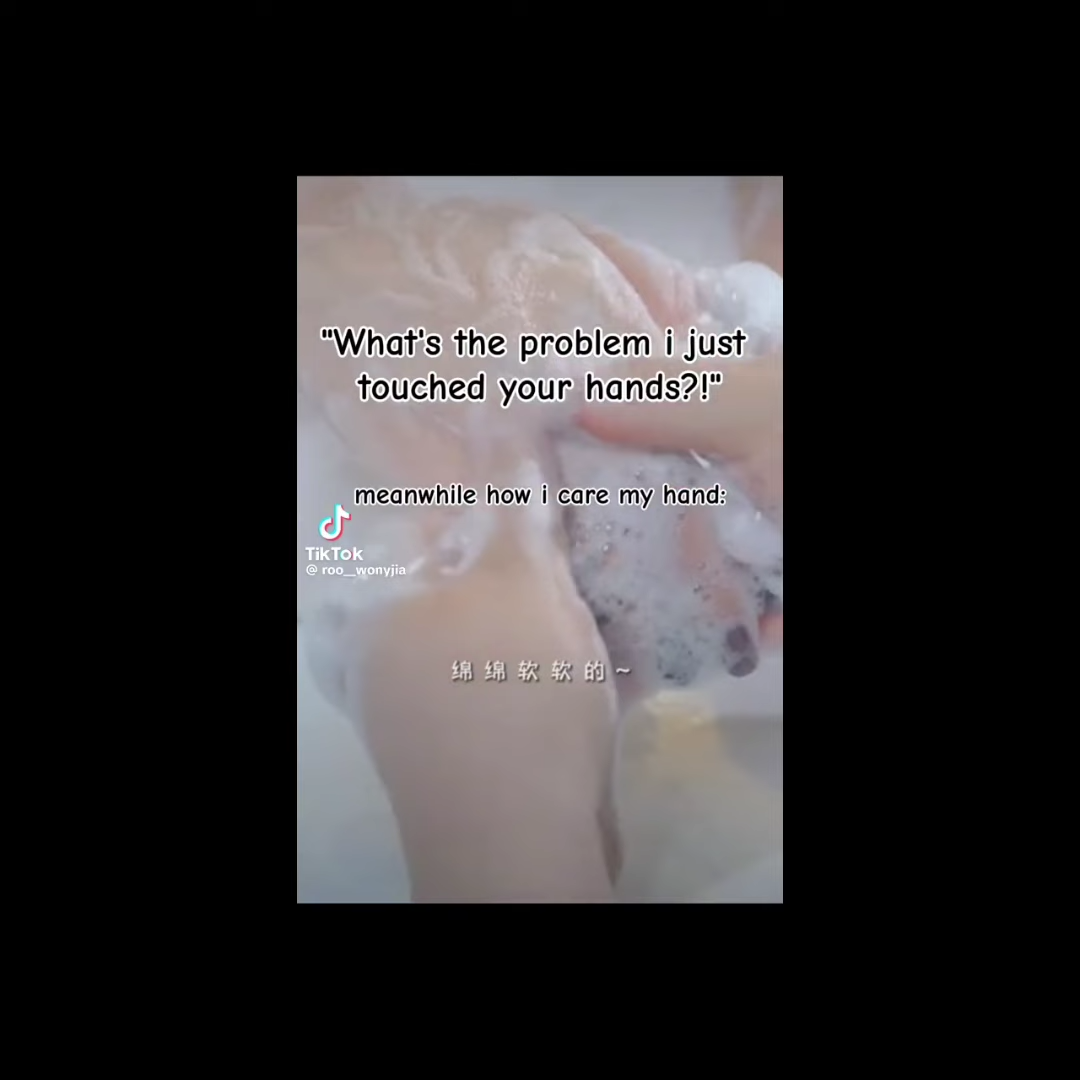 "What's the problem i just
touched your hands?!"
meanwhile how i care my hand:
TikTok
@ roo__wonyjia
绵绵软软的~